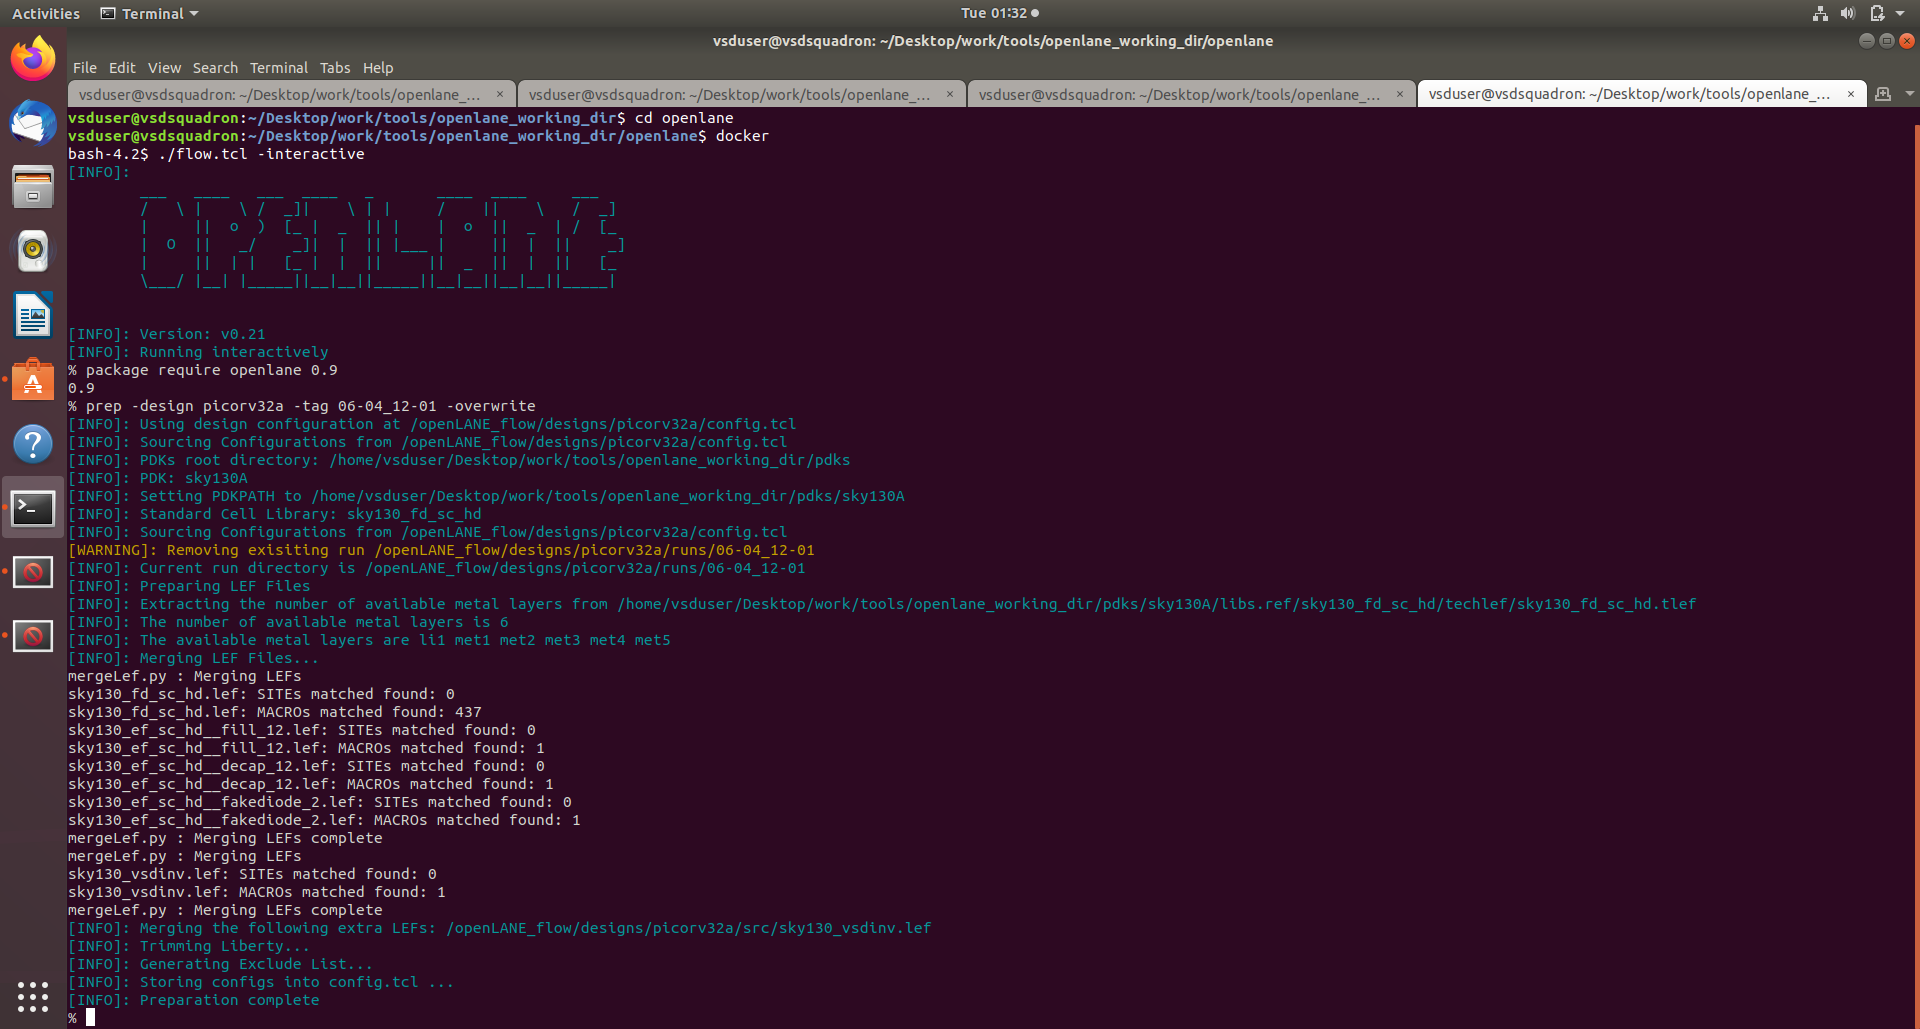 Activities Terminal Tue 01:32
vsduser@vsdsquadron: ~/Desktop/work/tools/openlane_working_dir/openlane
File Edit View Search Terminal Tabs Help
vsduser@vsdsquadron: ~/Desktop/work/tools/openlane_... × vsduser@vsdsquadron: ~/Desktop/work/tools/openlane_... × vsduser@vsdsquadron: ~/Desktop/work/tools/openlane_... × vsduser@vsdsquadron: ~/Desktop/work/tools/openlane_... ×
vsduser@vsdsquadron:~/Desktop/work/tools/openlane_working_dir$ cd openlane
vsduser@vsdsquadron:~/Desktop/work/tools/openlane_working_dir/openlane$ docker
bash-4.2$ ./flow.tcl -interactive
[INFO]:
OPENLANE
[INFO]: Version: v0.21
[INFO]: Running interactively
% package require openlane 0.9
0.9
% prep -design picorv32a -tag 06-04_12-01 -overwrite
[INFO]: Using design configuration at /openLANE_flow/designs/picorv32a/config.tcl
[INFO]: Sourcing Configurations from /openLANE_flow/designs/picorv32a/config.tcl
[INFO]: PDKs root directory: /home/vsduser/Desktop/work/tools/openlane_working_dir/pdks
[INFO]: PDK: sky130A
[INFO]: Setting PDKPATH to /home/vsduser/Desktop/work/tools/openlane_working_dir/pdks/sky130A
[INFO]: Standard Cell Library: sky130_fd_sc_hd
[INFO]: Sourcing Configurations from /openLANE_flow/designs/picorv32a/config.tcl
[WARNING]: Removing exisiting run /openLANE_flow/designs/picorv32a/runs/06-04_12-01
[INFO]: Current run directory is /openLANE_flow/designs/picorv32a/runs/06-04_12-01
[INFO]: Preparing LEF Files
[INFO]: Extracting the number of available metal layers from /home/vsduser/Desktop/work/tools/openlane_working_dir/pdks/sky130A/libs.ref/sky130_fd_sc_hd/techlef/sky130_fd_sc_hd.tlef
[INFO]: The number of available metal layers is 6
[INFO]: The available metal layers are li1 met1 met2 met3 met4 met5
[INFO]: Merging LEF Files...
mergeLef.py : Merging LEFs
sky130_fd_sc_hd.lef: SITEs matched found: 0
sky130_fd_sc_hd.lef: MACROs matched found: 437
sky130_ef_sc_hd__fill_12.lef: SITEs matched found: 0
sky130_ef_sc_hd__fill_12.lef: MACROs matched found: 1
sky130_ef_sc_hd__decap_12.lef: SITEs matched found: 0
sky130_ef_sc_hd__decap_12.lef: MACROs matched found: 1
sky130_ef_sc_hd__fakediode_2.lef: SITEs matched found: 0
sky130_ef_sc_hd__fakediode_2.lef: MACROs matched found: 1
mergeLef.py : Merging LEFs complete
mergeLef.py : Merging LEFs
sky130_vsdinv.lef: SITEs matched found: 0
sky130_vsdinv.lef: MACROs matched found: 1
mergeLef.py : Merging LEFs complete
[INFO]: Merging the following extra LEFs: /openLANE_flow/designs/picorv32a/src/sky130_vsdinv.lef
[INFO]: Trimming Liberty...
[INFO]: Generating Exclude List...
[INFO]: Storing configs into config.tcl ...
[INFO]: Preparation complete
%